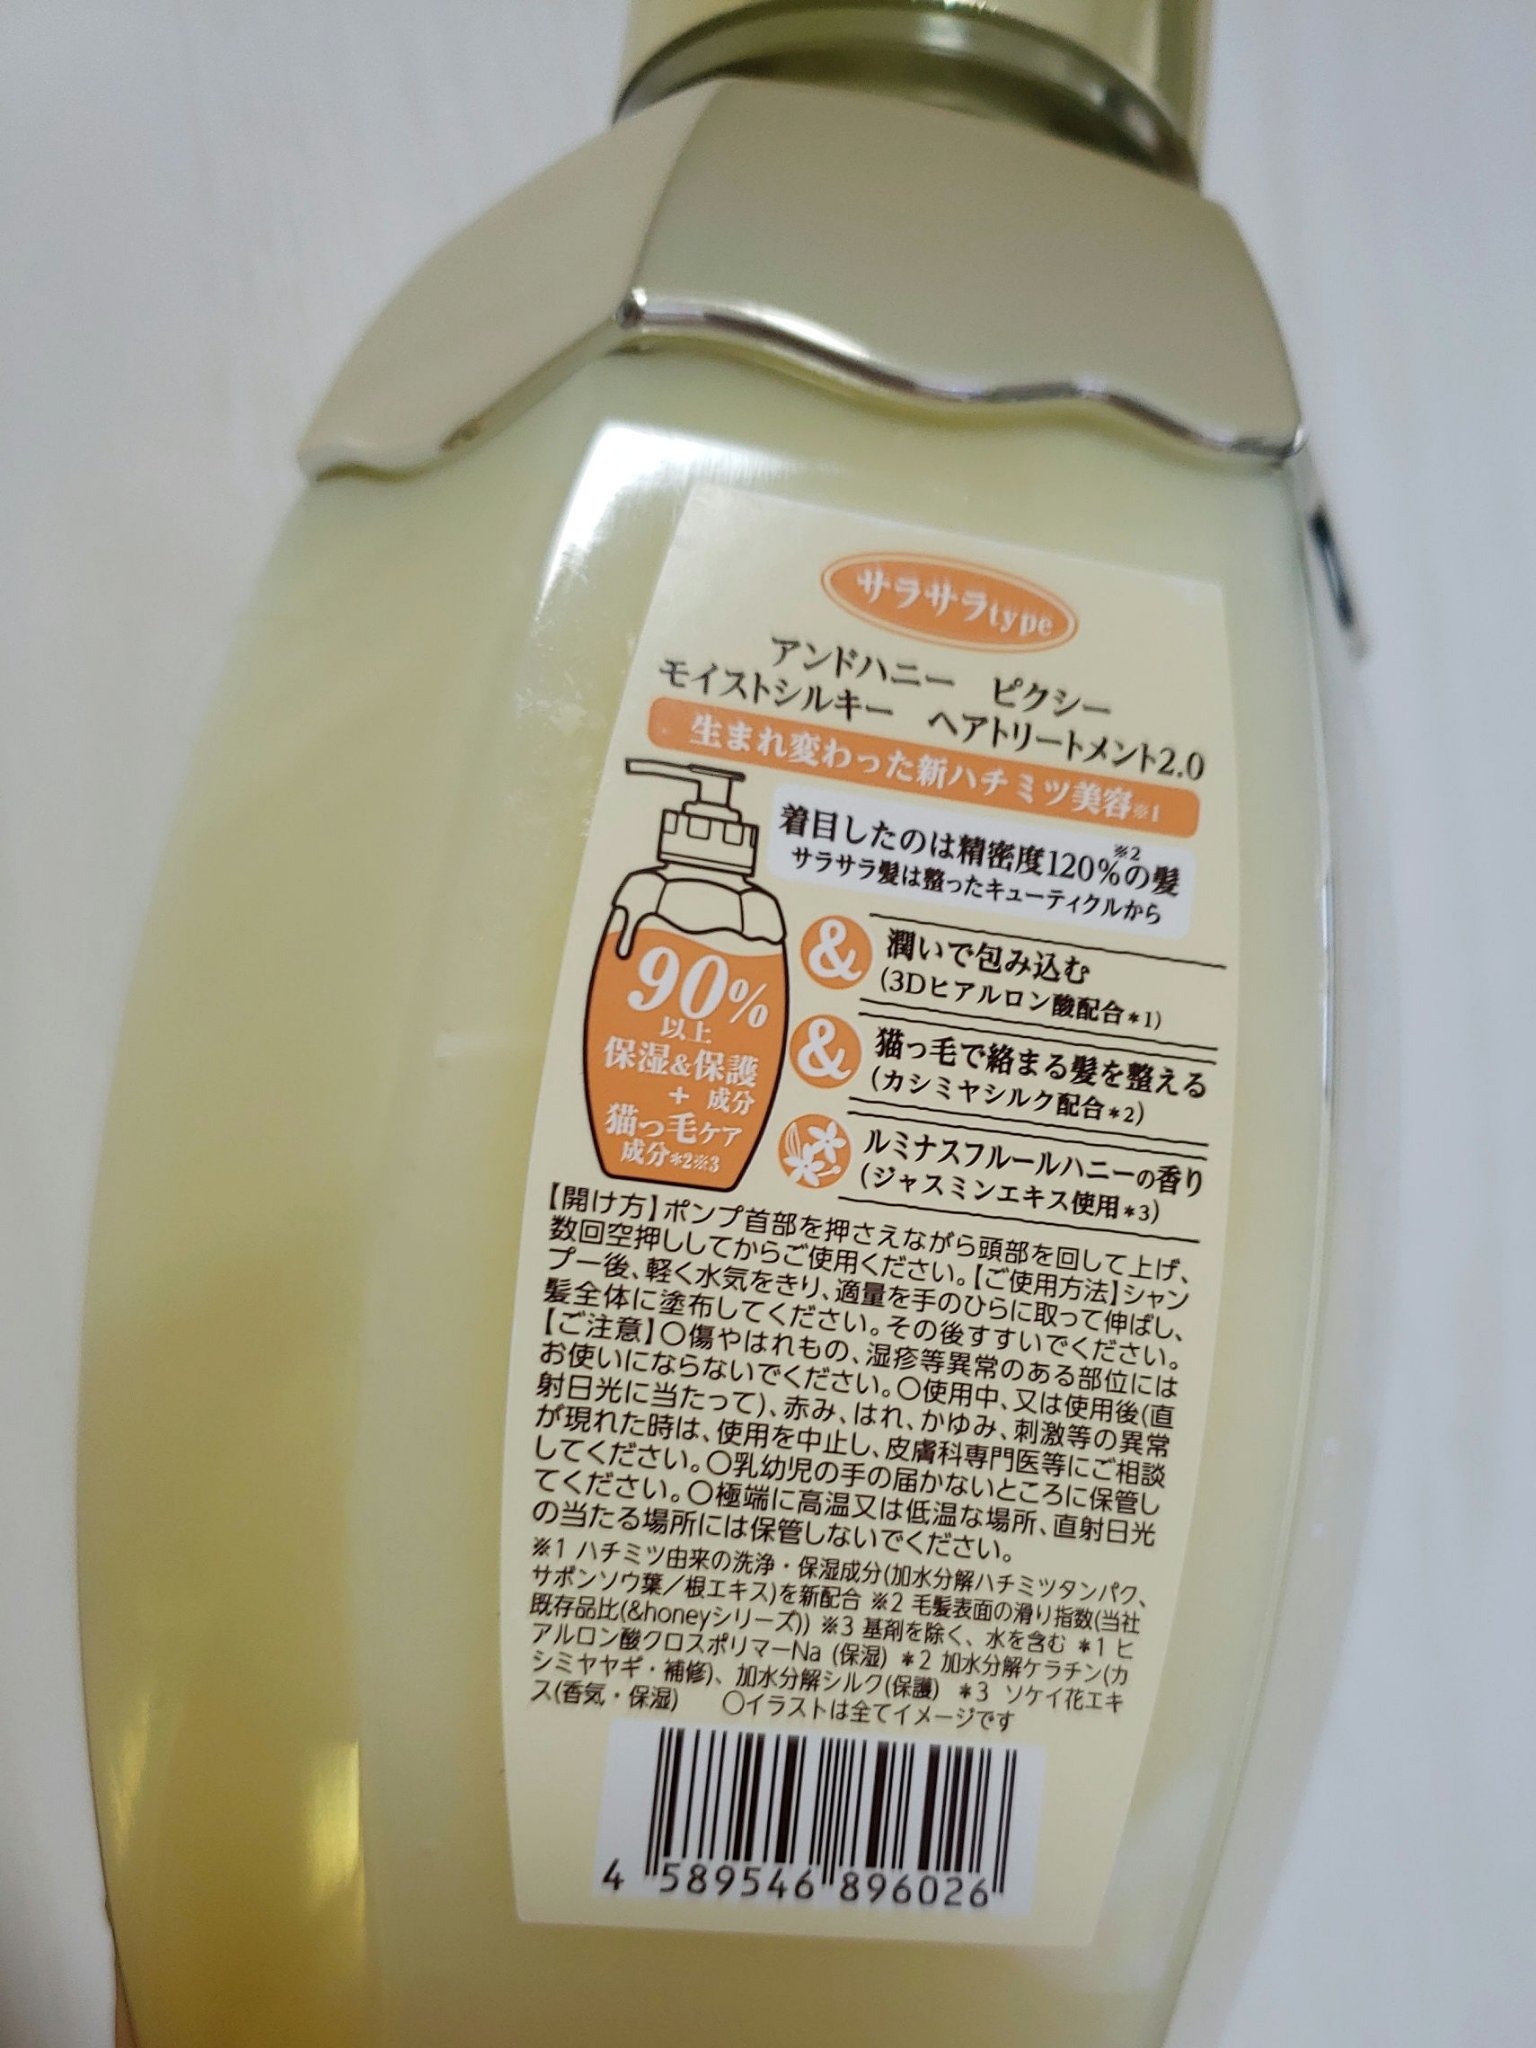 サラサラtype
アンドハニー ピクシー
モイストシルキー ヘアトリートメント2.0
生まれ変わった新ハチミツ美容※1
着目したのは精密度120%※2の髪
サラサラ髪は整ったキューティクルから
90%
以上
保湿&保護
+ 成分
猫っ毛ケア
成分*2※3
& 潤いで包み込む
(3Dヒアルロン酸配合*1)
& 猫っ毛で絡まる髪を整える
(カシミヤシルク配合*2)
ルミナスフルールハニーの香り
(ジャスミンエキス使用*3)
【開け方】ポンプ首部を押さえながら頭部を回して上げ、
数回空押ししてからご使用ください。【ご使用方法】シャン
プー後、軽く水気をきり、適量を手のひらに取って伸ばし、
髪全体に塗布してください。その後すすいでください。
【ご注意】〇傷やはれもの、湿疹等異常のある部位には
お使いにならないでください。〇使用中、又は使用後(直
射日光に当たって)、赤み、はれ、かゆみ、刺激等の異常
が現れた時は、使用を中止し、皮膚科専門医等にご相談
してください。〇乳幼児の手の届かないところに保管し
てください。〇極端に高温又は低温な場所、直射日光
の当たる場所には保管しないでください。
※1 ハチミツ由来の洗浄・保湿成分(加水分解ハチミツタンパク、
サボンソウ葉/根エキス)を新配合 ※2 毛髪表面の滑り指数(当社
既存品比(&honeyシリーズ)) ※3 基剤を除く、水を含む *1 ヒ
アルロン酸クロスポリマーNa (保湿) *2 加水分解ケラチン(カ
シミヤヤギ・補修)、加水分解シルク(保護) *3 ソケイ花エキ
ス(香気・保湿) 〇イラストは全てイメージです
4 589546 896026